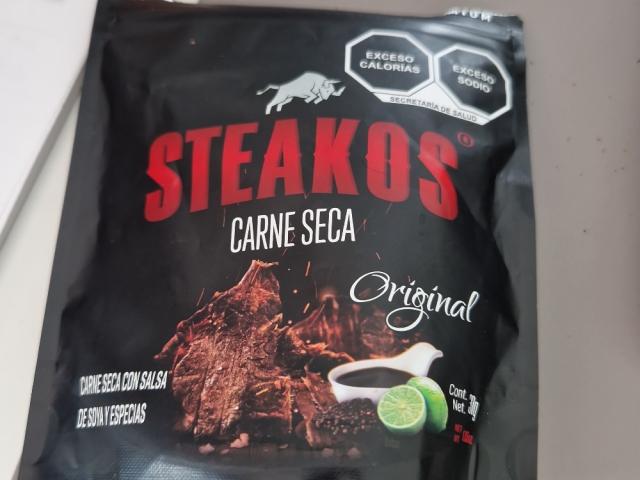 EXCESO
CALORÍAS
EXCESO
SODIO
SECRETARÍA DE SALUD
STEAKOS®
CARNE SECA
Original
CARNE SECA CON SALSA
DE SOYA Y ESPECIAS
Cont.
Net.
NET